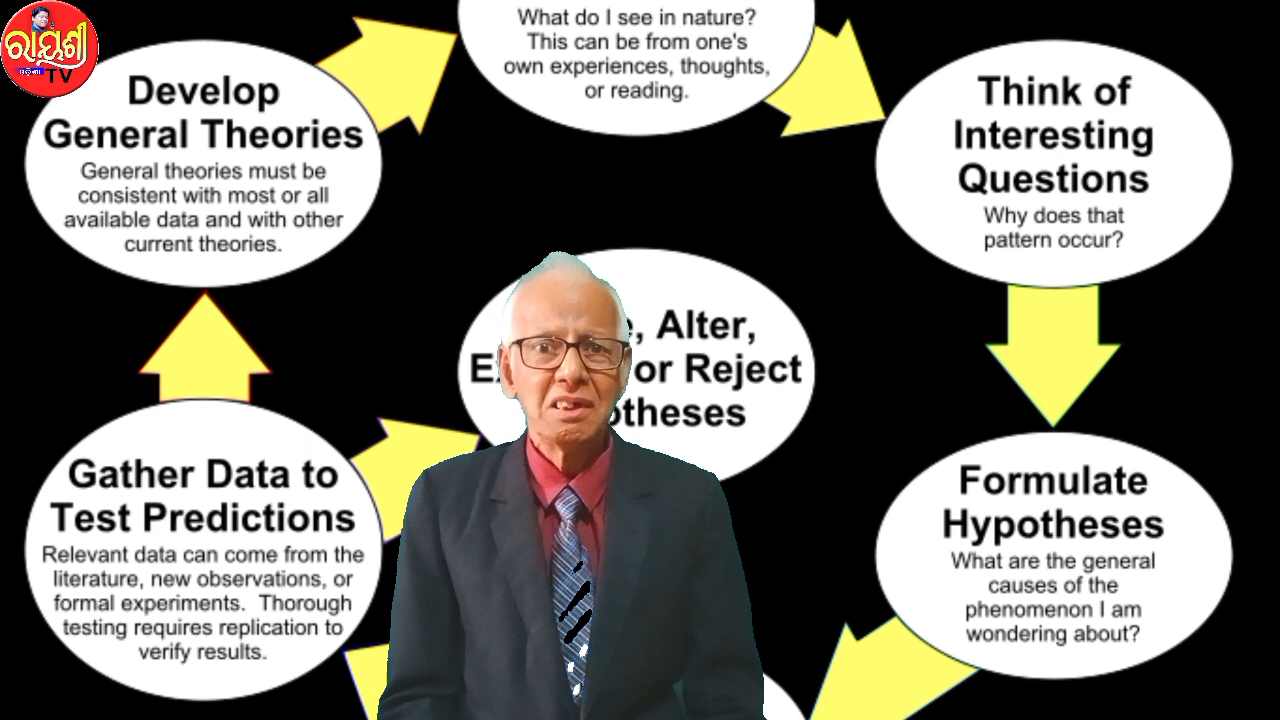 ରାୟଶ୍ରୀ
ଓଡ଼ିଶା
TV
What do I see in nature?
This can be from one's
own experiences, thoughts,
or reading.
Think of
Interesting
Questions
Why does that
pattern occur?
Formulate
Hypotheses
What are the general
causes of the
phenomenon I am
wondering about?
Alter,
or Reject
Gather Data to
Test Predictions
Relevant data can come from the
literature, new observations, or
formal experiments. Thorough
testing requires replication to
verify results.
Develop
General Theories
General theories must be
consistent with most or all
available data and with other
current theories.